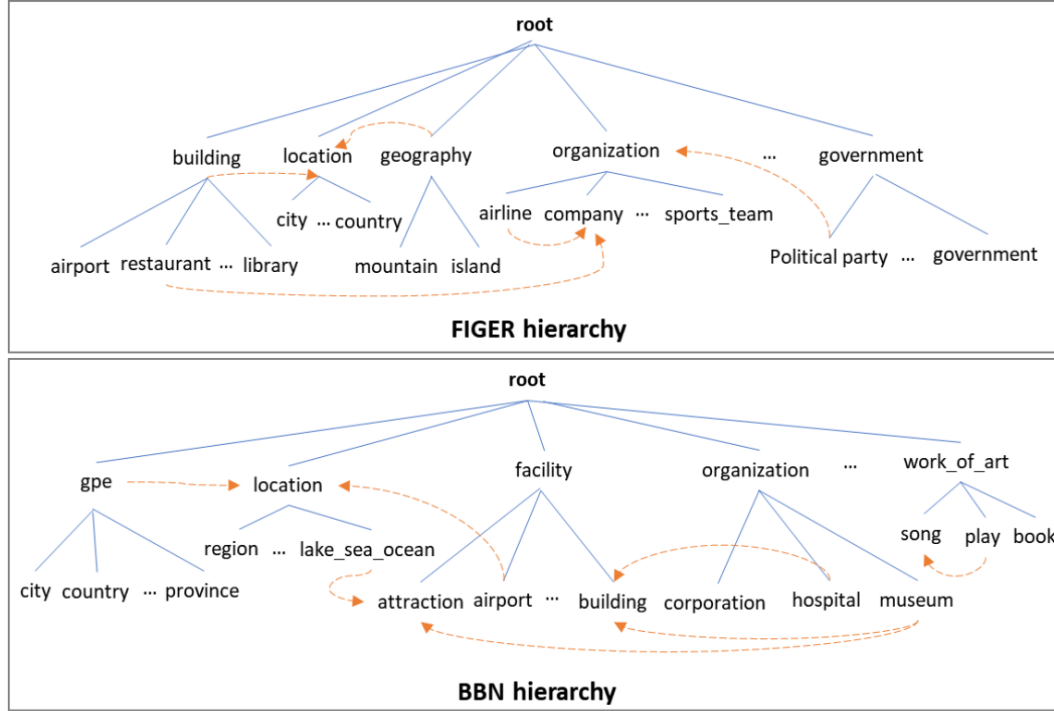 root
building location geography organization ... government
city ... country airline company ... sports_team
airport restaurant ... library mountain island Political party ... government
FIGER hierarchy
root
gpe location facility organization ... work_of_art
region ... lake_sea_ocean song play book
city country ... province attraction airport ... building corporation hospital museum
BBN hierarchy